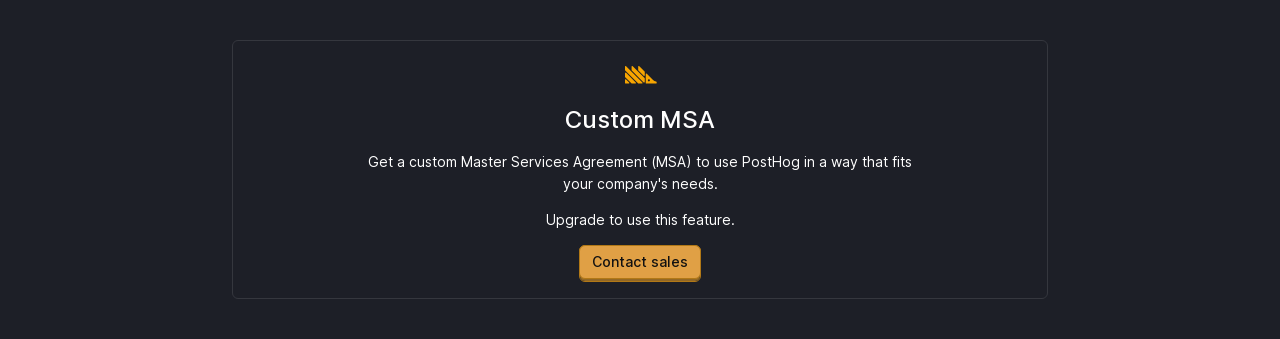 Custom MSA
Get a custom Master Services Agreement (MSA) to use PostHog in a way that fits
your company's needs.
Upgrade to use this feature.
Contact sales